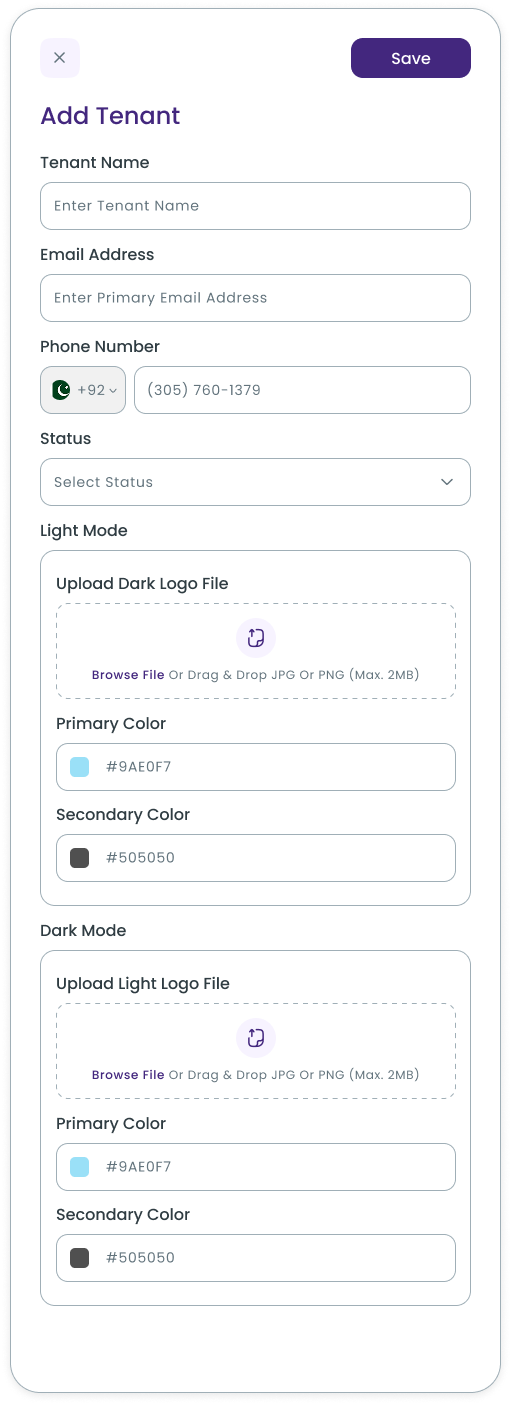 Save
Add Tenant
Tenant Name
Enter Tenant Name
Email Address
Enter Primary Email Address
Phone Number
+92 (305) 760-1379
Status
Select Status
Light Mode
Upload Dark Logo File
Browse File Or Drag & Drop JPG Or PNG (Max. 2MB)
Primary Color
#9AE0F7
Secondary Color
#505050
Dark Mode
Upload Light Logo File
Browse File Or Drag & Drop JPG Or PNG (Max. 2MB)
Primary Color
#9AE0F7
Secondary Color
#505050